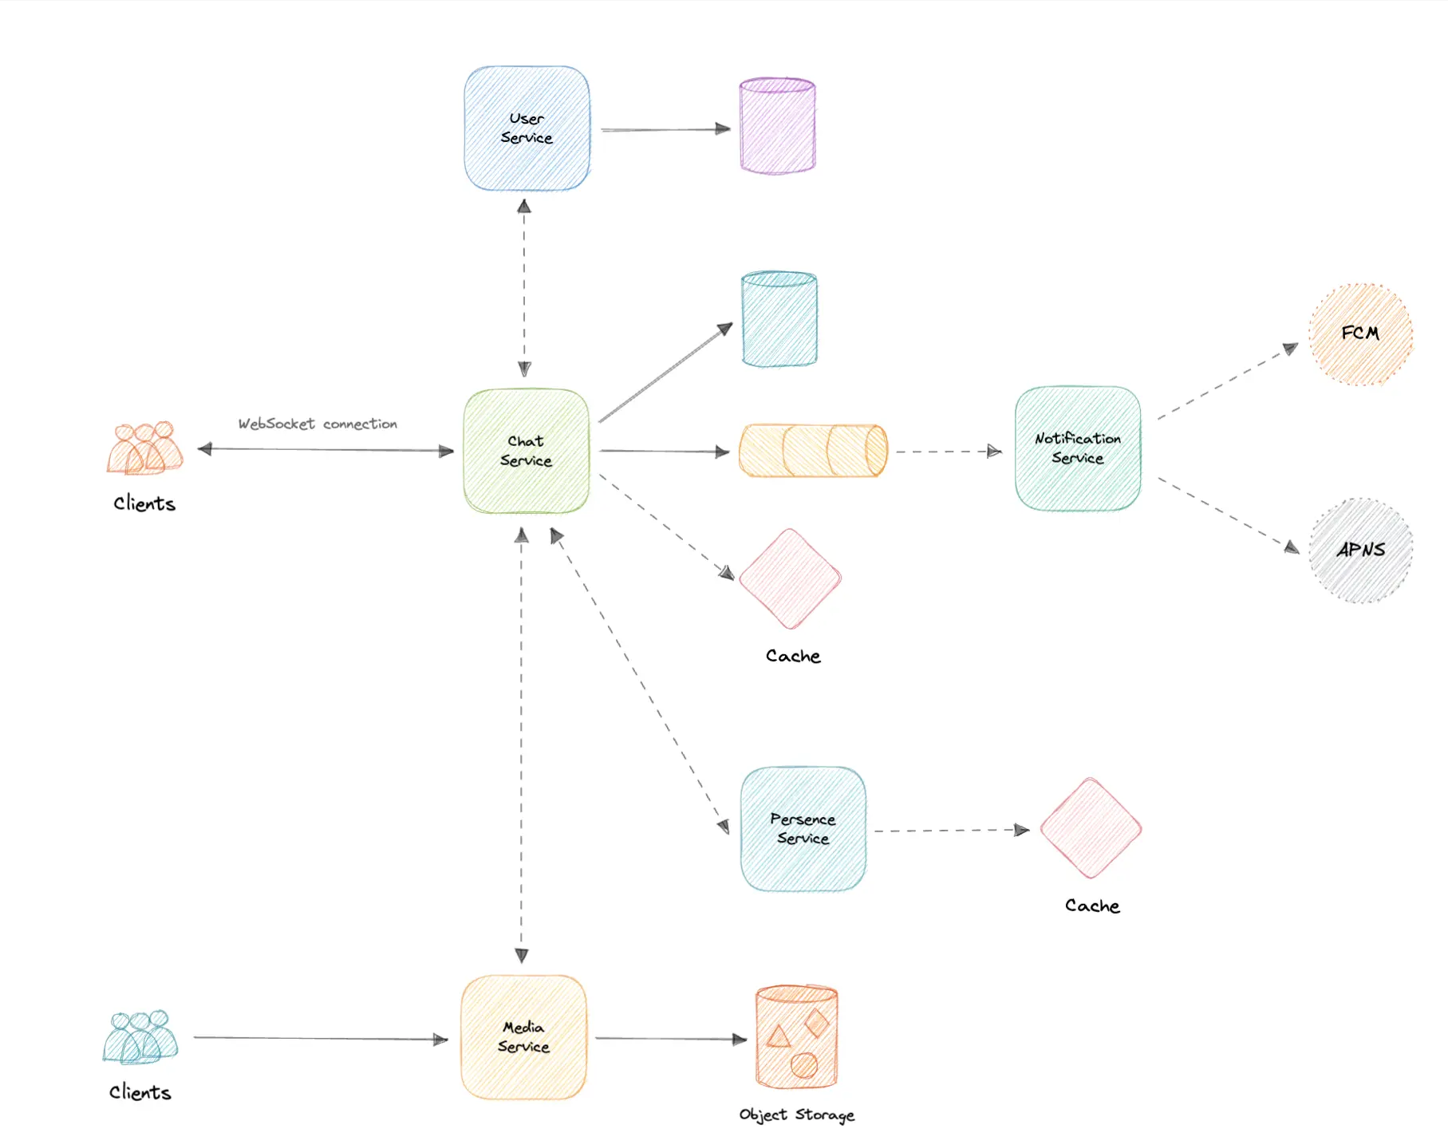 User
Service
FCM
WebSocket connection
Chat
Service
Notification
Service
Clients
APNS
Cache
Persence
Service
Cache
Media
Service
Clients
Object Storage